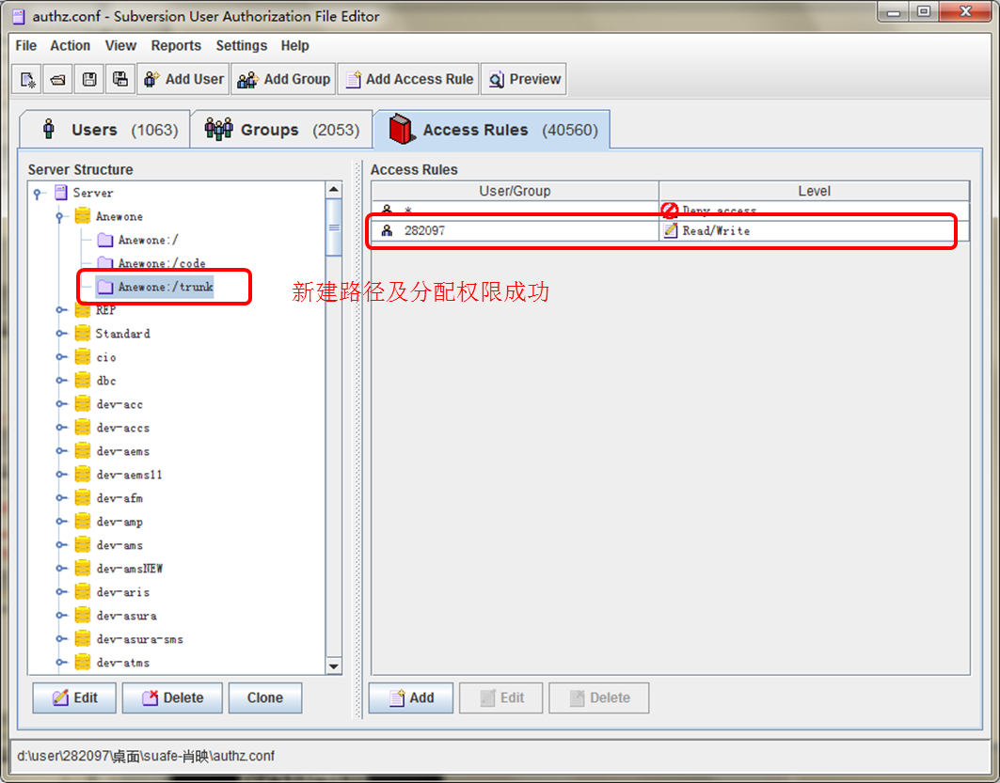 authz.conf - Subversion User Authorization File Editor
File Action View Reports Settings Help
Add User Add Group Add Access Rule Preview
Users (1063) Groups (2053) Access Rules (40560)
Server Structure
Server
Anewone
Anewone:/
Anewone:/code
Anewone:/trunk
REP
Standard
cio
dbc
dev-acc
dev-accs
dev-aems
dev-aems11
dev-afm
dev-amp
dev-ams
dev-amsNEW
dev-aris
dev-asura
dev-asura-sms
dev-atms
Edit Delete Clone
Access Rules
User/Group Level
* Deny access
282097 Read/Write
新建路径及分配权限成功
Add Edit Delete
d:\user\282097\桌面\suafe-肖映\authz.conf